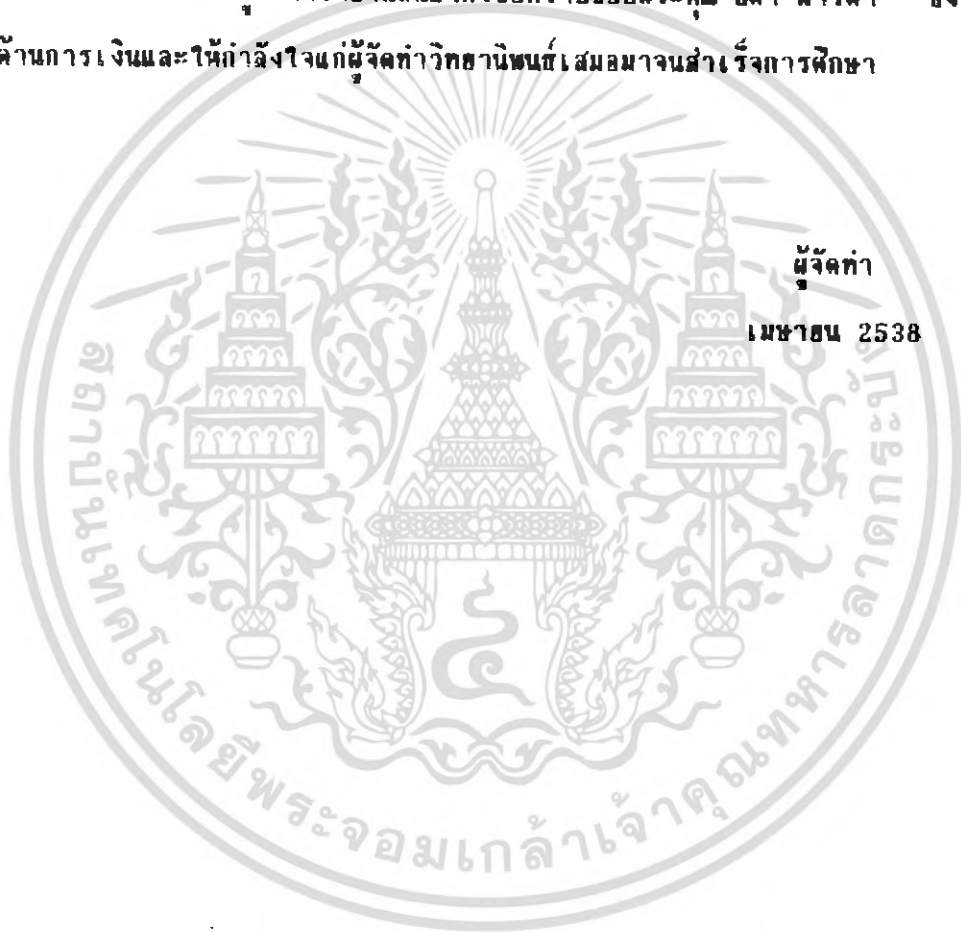 ด้านการเงินและให้กำลังใจแก่ผู้จัดทำวิทยานิพนธ์เสมอมาจนสำเร็จการศึกษา
ผู้จัดทำ
เมษายน 2538
สถาบันเทคโนโลยีพระจอมเกล้าเจ้าคุณทหารลาดกระบัง